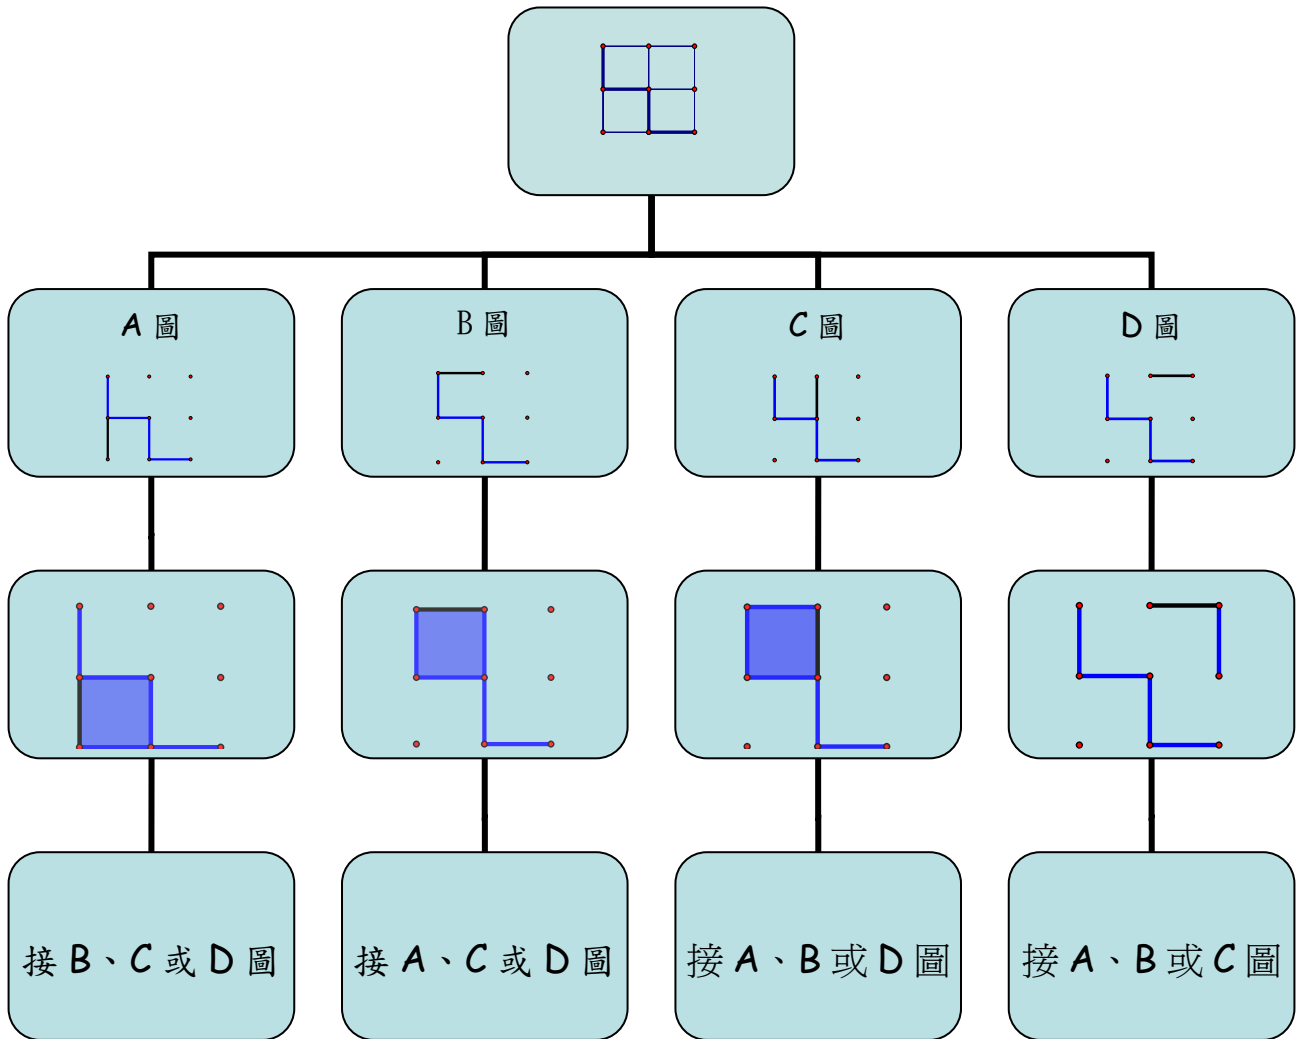 A 圖
B 圖
C 圖
D 圖
接 B、C 或 D 圖
接 A、C 或 D 圖
接 A、B 或 D 圖
接 A、B 或 C 圖